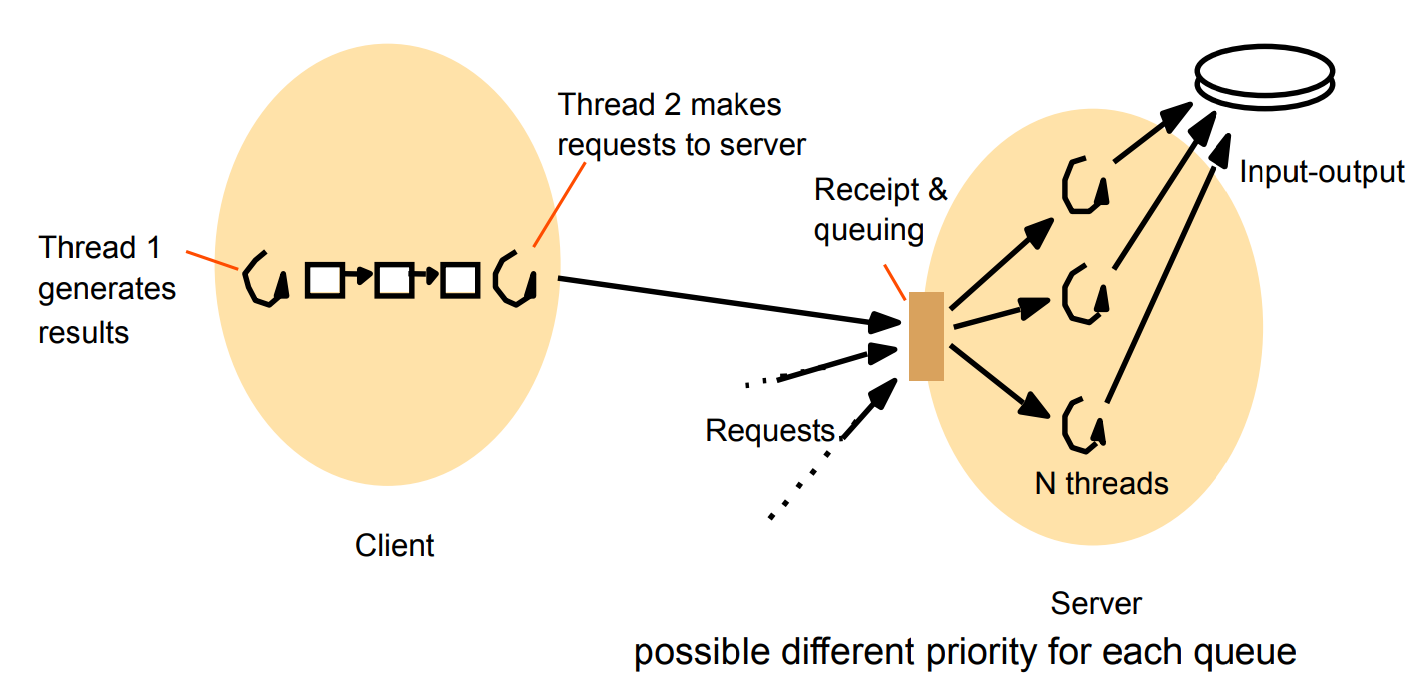 Thread 2 makes
requests to server
Thread 1
generates
results
Receipt &
queuing
Input-output
Requests
N threads
Client
Server
possible different priority for each queue